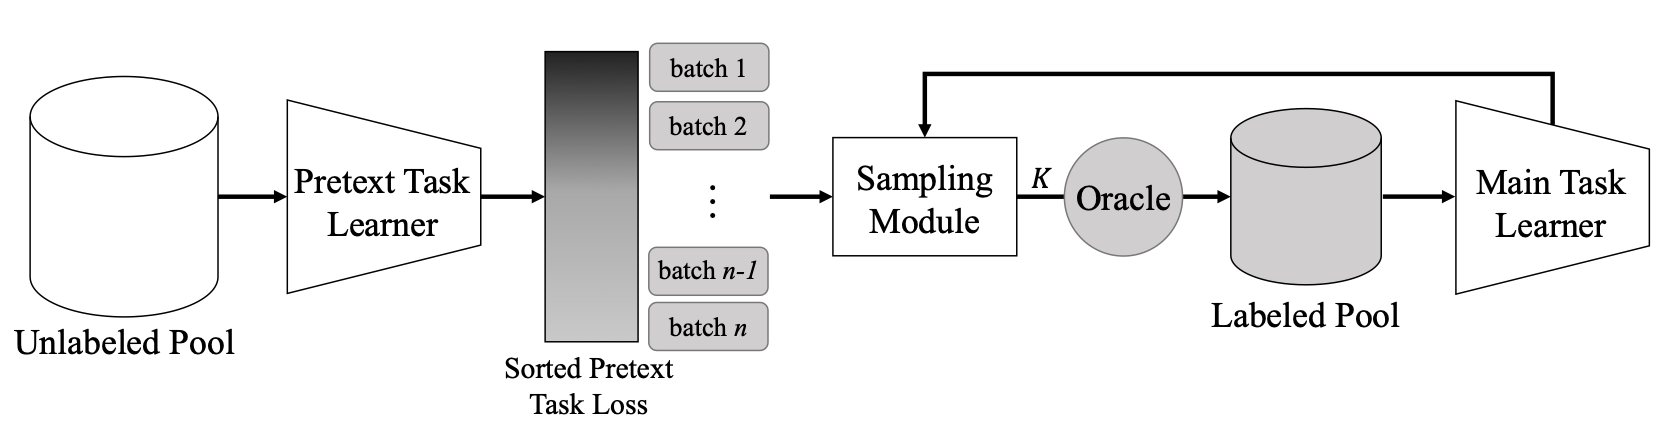 Unlabeled Pool
Pretext Task
Learner
Sorted Pretext
Task Loss
batch 1
batch 2
⋮
batch n-1
batch n
Sampling
Module
K
Oracle
Labeled Pool
Main Task
Learner